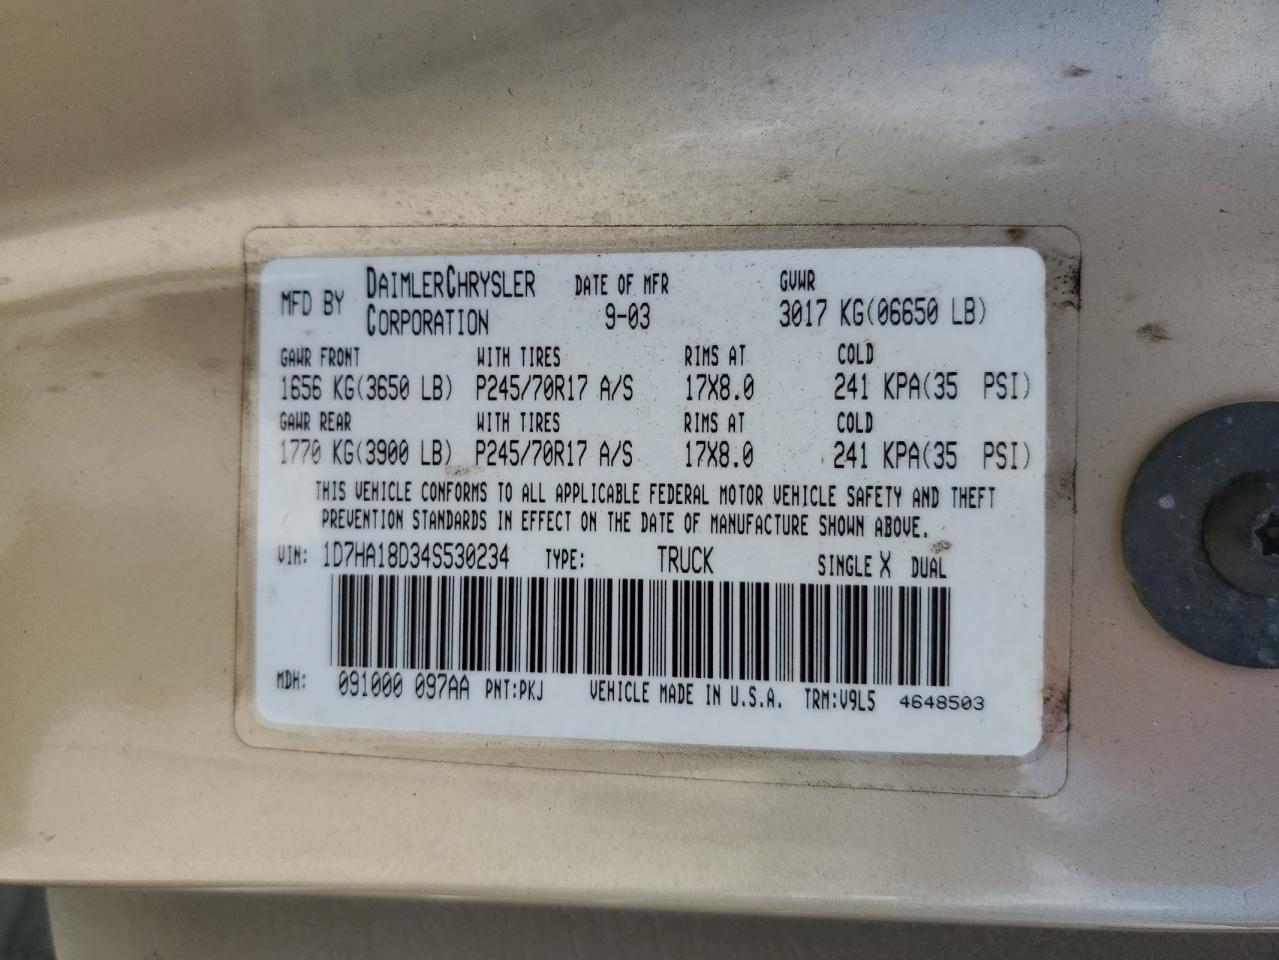 MFD BY DAIMLERCHRYSLER CORPORATION DATE OF MFR 9-03 GVWR 3017 KG(06650 LB)
GAWR FRONT WITH TIRES RIMS AT COLD
1656 KG(3650 LB) P245/70R17 A/S 17X8.0 241 KPA(35 PSI)
GAWR REAR WITH TIRES RIMS AT COLD
1770 KG(3900 LB) P245/70R17 A/S 17X8.0 241 KPA(35 PSI)
THIS VEHICLE CONFORMS TO ALL APPLICABLE FEDERAL MOTOR VEHICLE SAFETY AND THEFT
PREVENTION STANDARDS IN EFFECT ON THE DATE OF MANUFACTURE SHOWN ABOVE.
VIN: 1D7HA18D34S530234 TYPE: TRUCK SINGLE X DUAL
MDH: 091000 097AA PNT:PKJ VEHICLE MADE IN U.S.A. TRM:V9L5 4648503